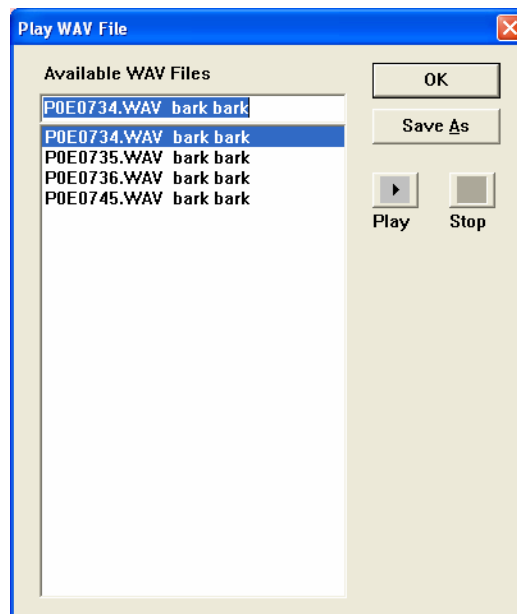 Play WAV File
Available WAV Files
OK
P0E0734.WAV bark bark
Save As
P0E0734.WAV bark bark
P0E0735.WAV bark bark
P0E0736.WAV bark bark
P0E0745.WAV bark bark
Play Stop